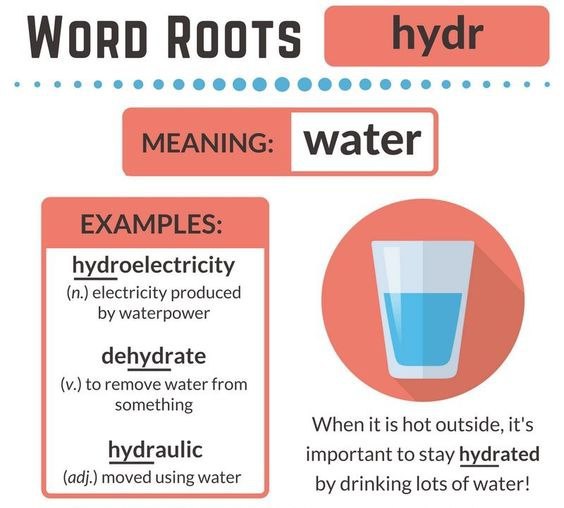 WORD ROOTS
hydr
MEANING: water
EXAMPLES:
hydroelectricity
(n.) electricity produced
by waterpower
dehydrate
(v.) to remove water from
something
hydraulic
(adj.) moved using water
When it is hot outside, it's
important to stay hydrated
by drinking lots of water!